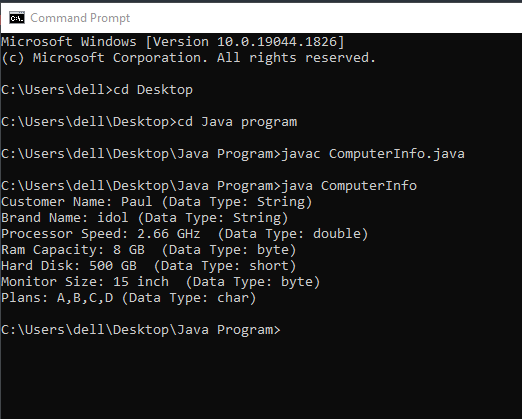 Command Prompt
Microsoft Windows [Version 10.0.19044.1826]
(c) Microsoft Corporation. All rights reserved.
C:\Users\dell>cd Desktop
C:\Users\dell\Desktop>cd Java program
C:\Users\dell\Desktop\Java Program>javac ComputerInfo.java
C:\Users\dell\Desktop\Java Program>java ComputerInfo
Customer Name: Paul (Data Type: String)
Brand Name: idol (Data Type: String)
Processor Speed: 2.66 GHz  (Data Type: double)
Ram Capacity: 8 GB  (Data Type: byte)
Hard Disk: 500 GB  (Data Type: short)
Monitor Size: 15 inch  (Data Type: byte)
Plans: A,B,C,D (Data Type: char)
C:\Users\dell\Desktop\Java Program>